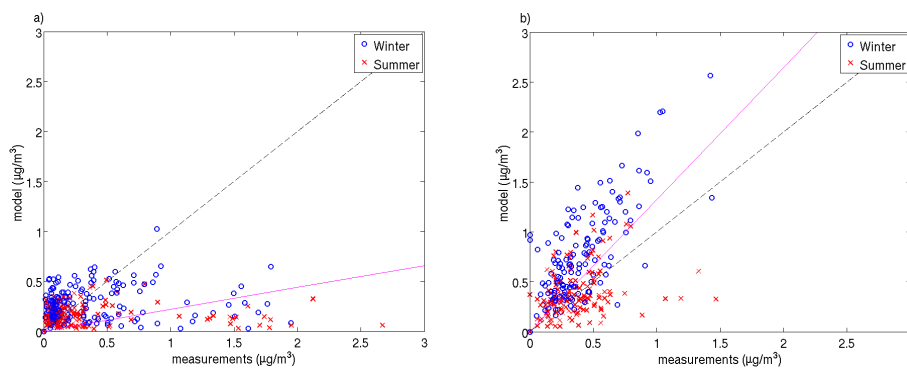 a)
3
2.5
2
1.5
1
0.5
0
0 0.5 1 1.5 2 2.5 3
model (µg/m³)
measurements (µg/m³)
Winter
Summer
b)
3
2.5
2
1.5
1
0.5
0
0 0.5 1 1.5 2 2.5
model (µg/m³)
measurements (µg/m³)
Winter
Summer